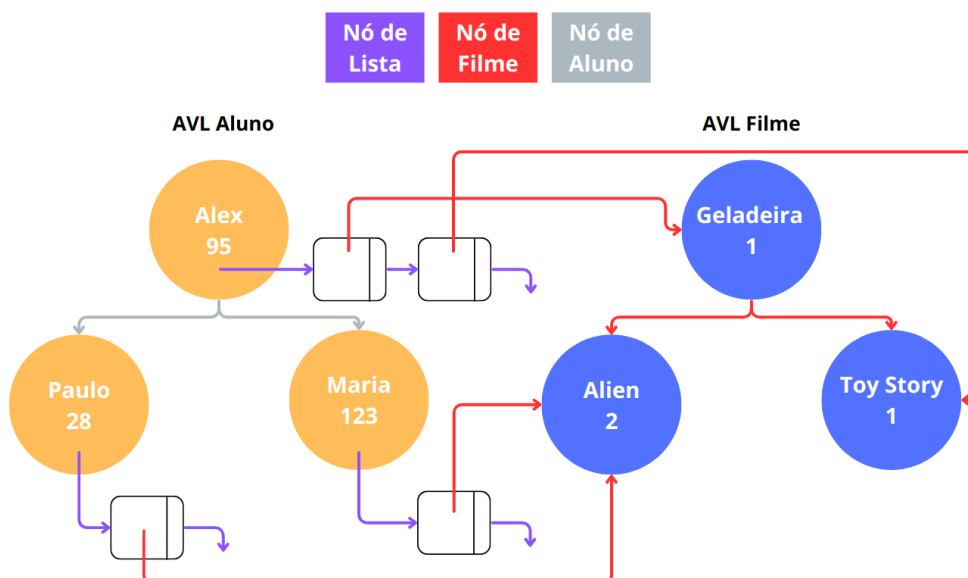 Nó de
Lista
Nó de
Filme
Nó de
Aluno
AVL Aluno
AVL Filme
Alex
95
Geladeira
1
Paulo
28
Maria
123
Alien
2
Toy Story
1